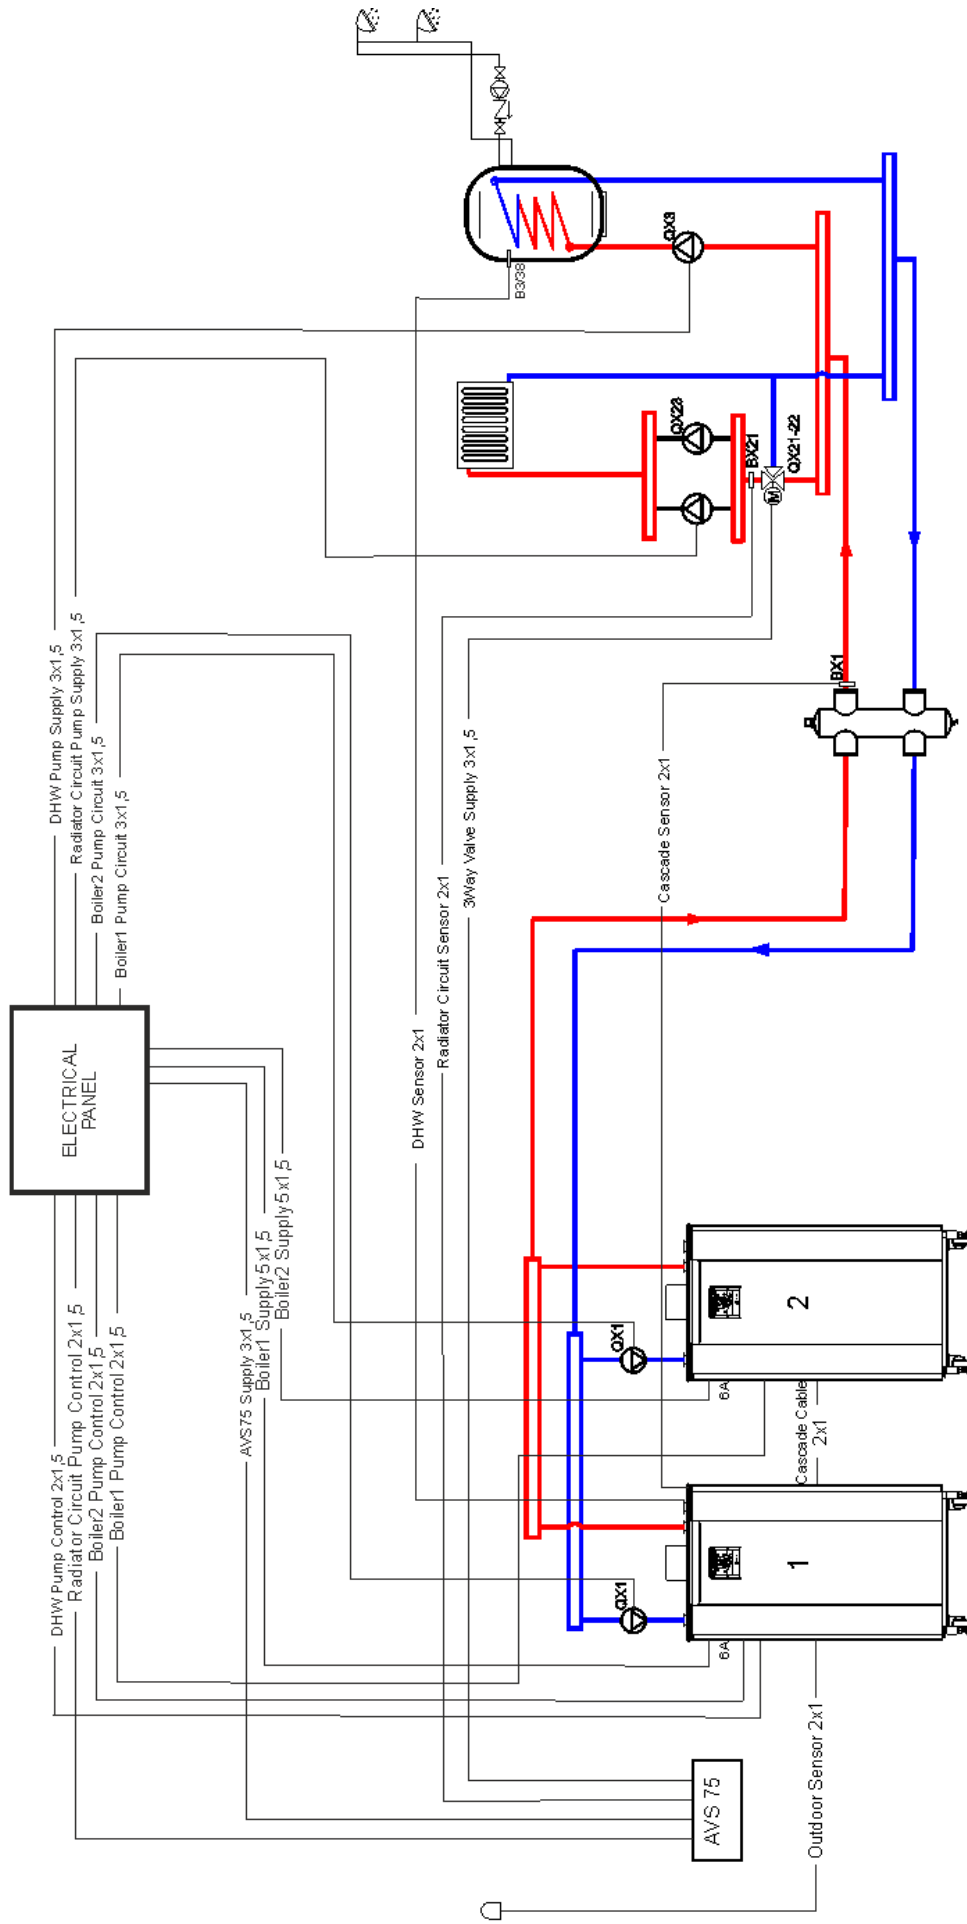 ELECTRICAL
PANEL
DHW Pump Control 2x1,5
Radiator Circuit Pump Control 2x1,5
Boiler2 Pump Control 2x1,5
Boiler1 Pump Control 2x1,5
DHW Pump Supply 3x1,5
Radiator Circuit Pump Supply 3x1,5
Boiler2 Pump Circuit 3x1,5
Boiler1 Pump Circuit 3x1,5
AVS75 Supply 3x1,5
Boiler1 Supply 5x1,5
Boiler2 Supply 5x1,5
DHW Sensor 2x1
Radiator Circuit Sensor 2x1
3Way Valve Supply 3x1,5
B3/38
QX3
QX23
BX21
M
QX21-22
Cascade Sensor 2x1
BX1
QX1
QX1
6A
6A
1
2
Cascade Cable
2x1
AVS 75
Outdoor Sensor 2x1